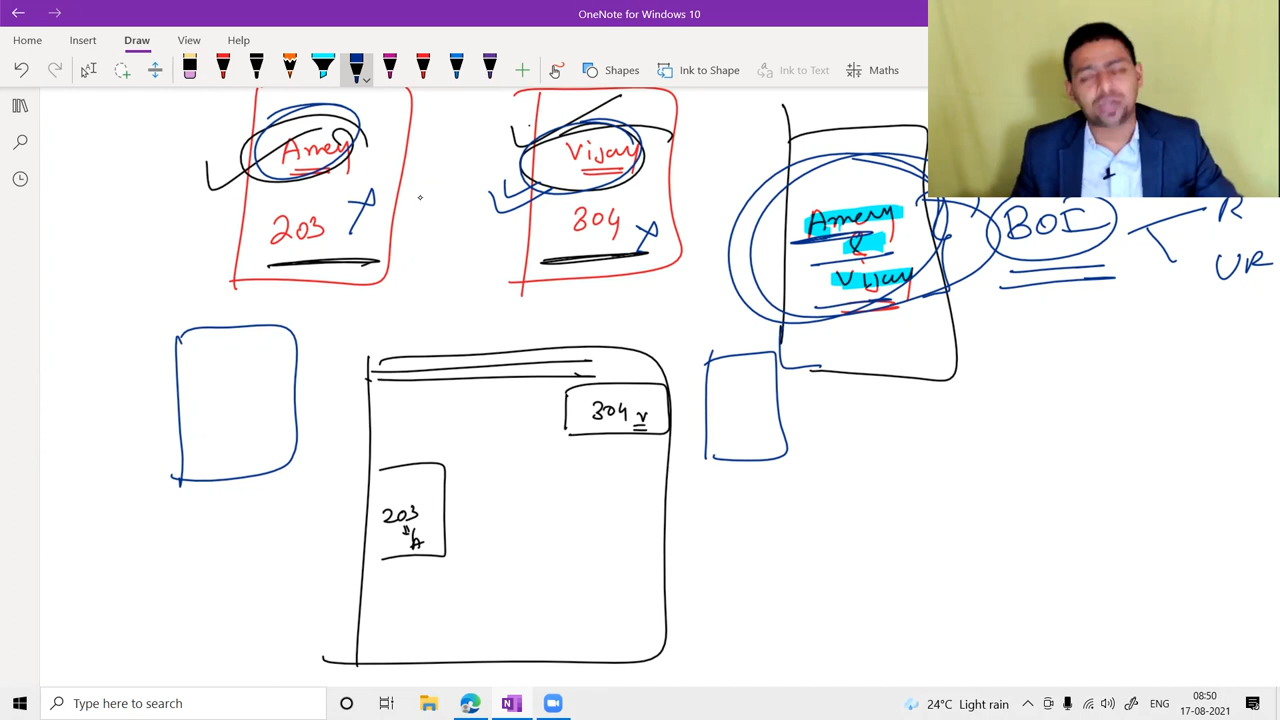 OneNote for Windows 10
Home
Insert
Draw
View
Help
Shapes
Ink to Shape
Ink to Text
Maths
Amey
203
Vijay
304
Amey
&
Vijay
BOI
R
UR
304 V
203
A
Type here to search
24°C Light rain
ENG
08:50
17-08-2021